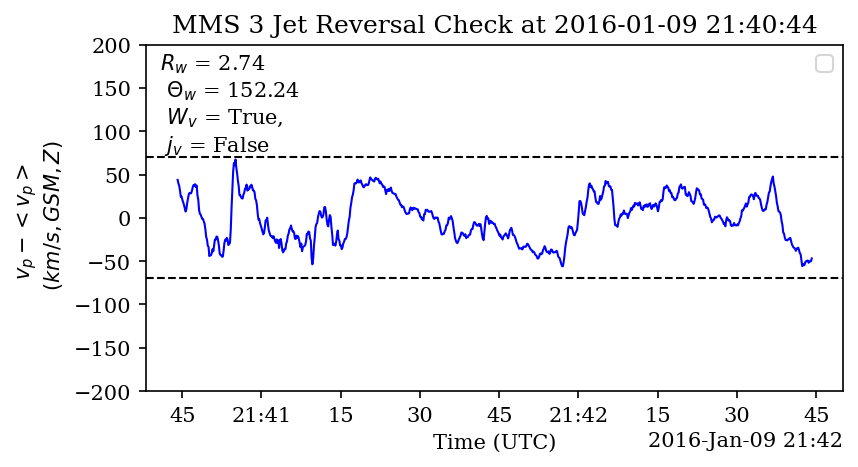 MMS 3 Jet Reversal Check at 2016-01-09 21:40:44
R_w = 2.74
Θ_w = 152.24
W_v = True,
j_v = False
v_p − < v_p >
(km/s, GSM, Z)
200
150
100
50
0
−50
−100
−150
−200
45 21:41 15 30 45 21:42 15 30 45
Time (UTC)
2016-Jan-09 21:42